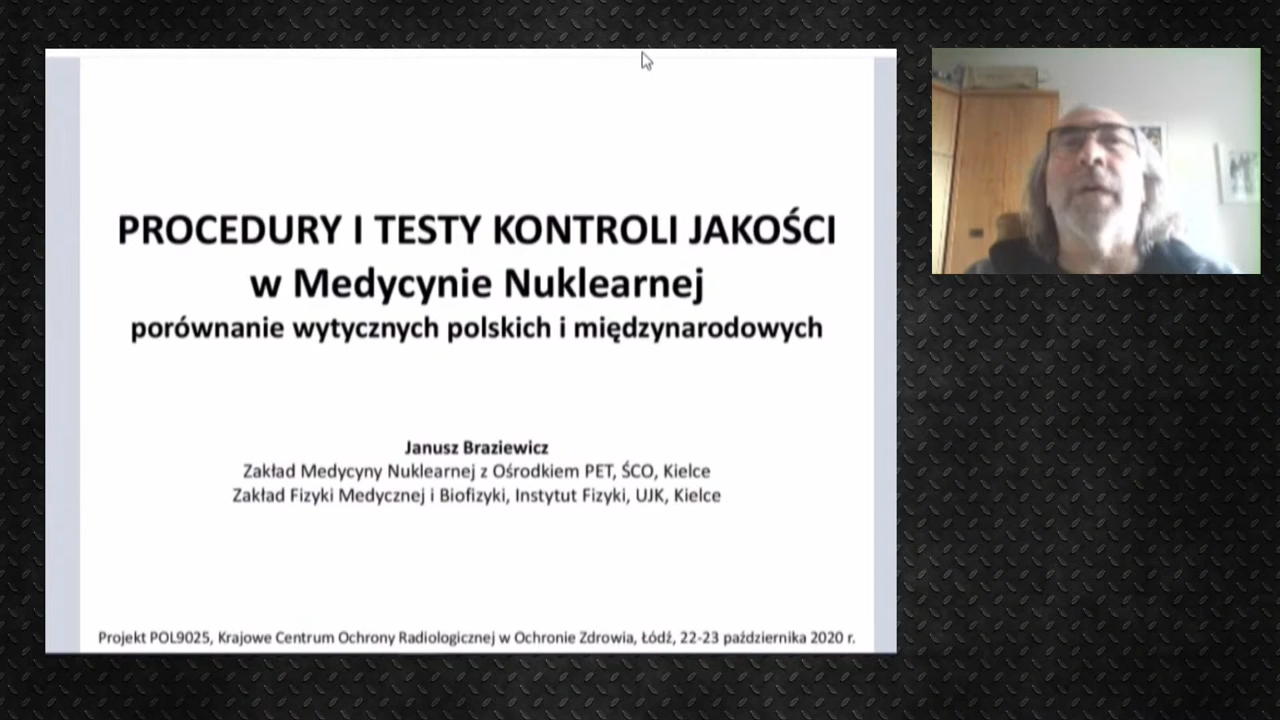 PROCEDURY I TESTY KONTROLI JAKOŚCI
w Medycynie Nuklearnej
porównanie wytycznych polskich i międzynarodowych
Janusz Braziewicz
Zakład Medycyny Nuklearnej z Ośrodkiem PET, ŚCO, Kielce
Zakład Fizyki Medycznej i Biofizyki, Instytut Fizyki, UJK, Kielce
Projekt POL9025, Krajowe Centrum Ochrony Radiologicznej w Ochronie Zdrowia, Łódź, 22-23 października 2020 r.